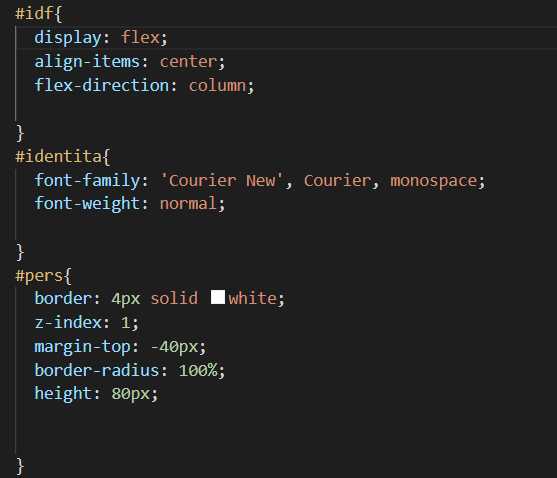 #idf{
display: flex;
align-items: center;
flex-direction: column;
}
#identita{
font-family: 'Courier New', Courier, monospace;
font-weight: normal;
}
#pers{
border: 4px solid white;
z-index: 1;
margin-top: -40px;
border-radius: 100%;
height: 80px;
}